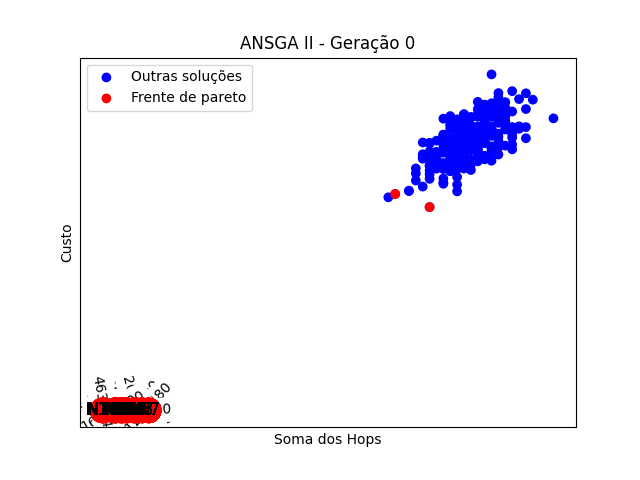 ANSGA II - Geração 0
Outras soluções
Frente de pareto
Custo
Soma dos Hops